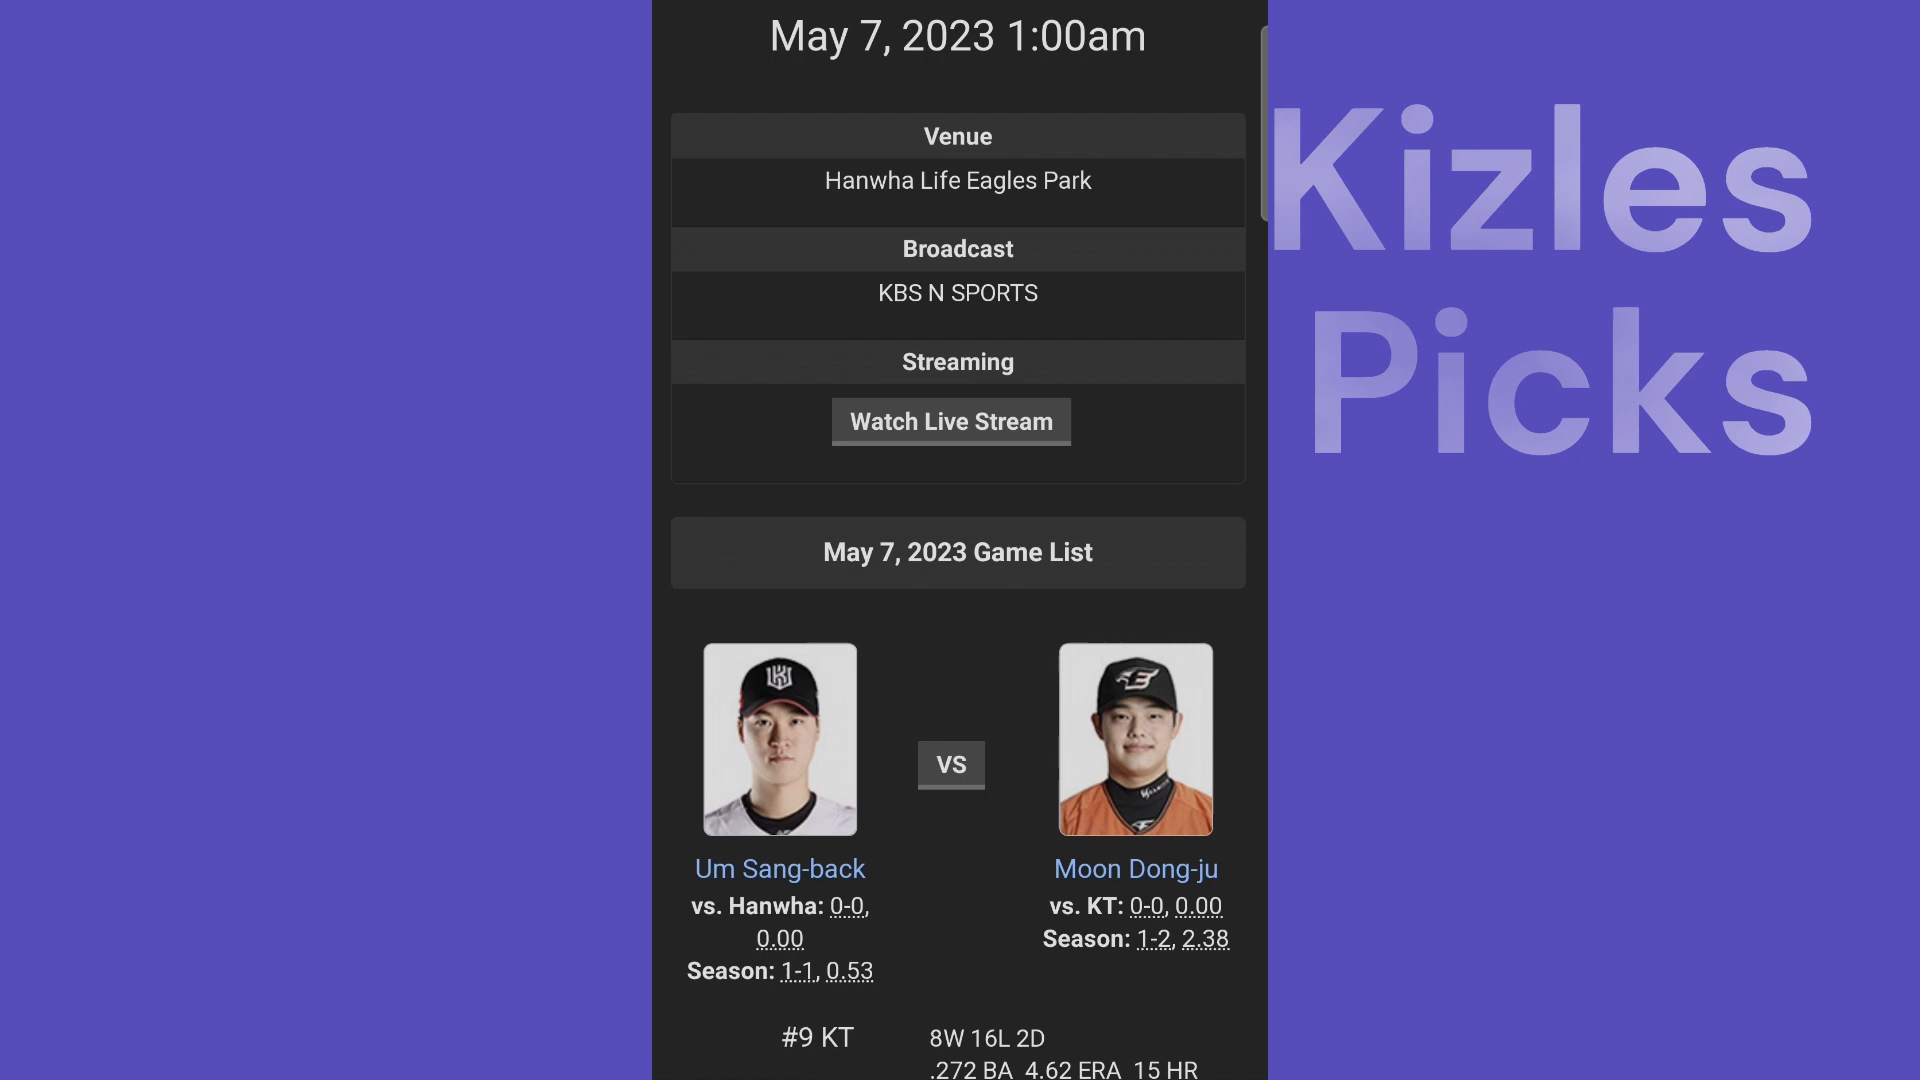 May 7, 2023 1:00am
Kizles
Picks
Venue
Hanwha Life Eagles Park
Broadcast
KBS N SPORTS
Streaming
Watch Live Stream
May 7, 2023 Game List
VS
Um Sang-back
vs. Hanwha: 0-0,
0.00
Season: 1-1, 0.53
Moon Dong-ju
vs. KT: 0-0, 0.00
Season: 1-2, 2.38
#9 KT
8W 16L 2D
.272 BA 4.62 ERA 15 HR